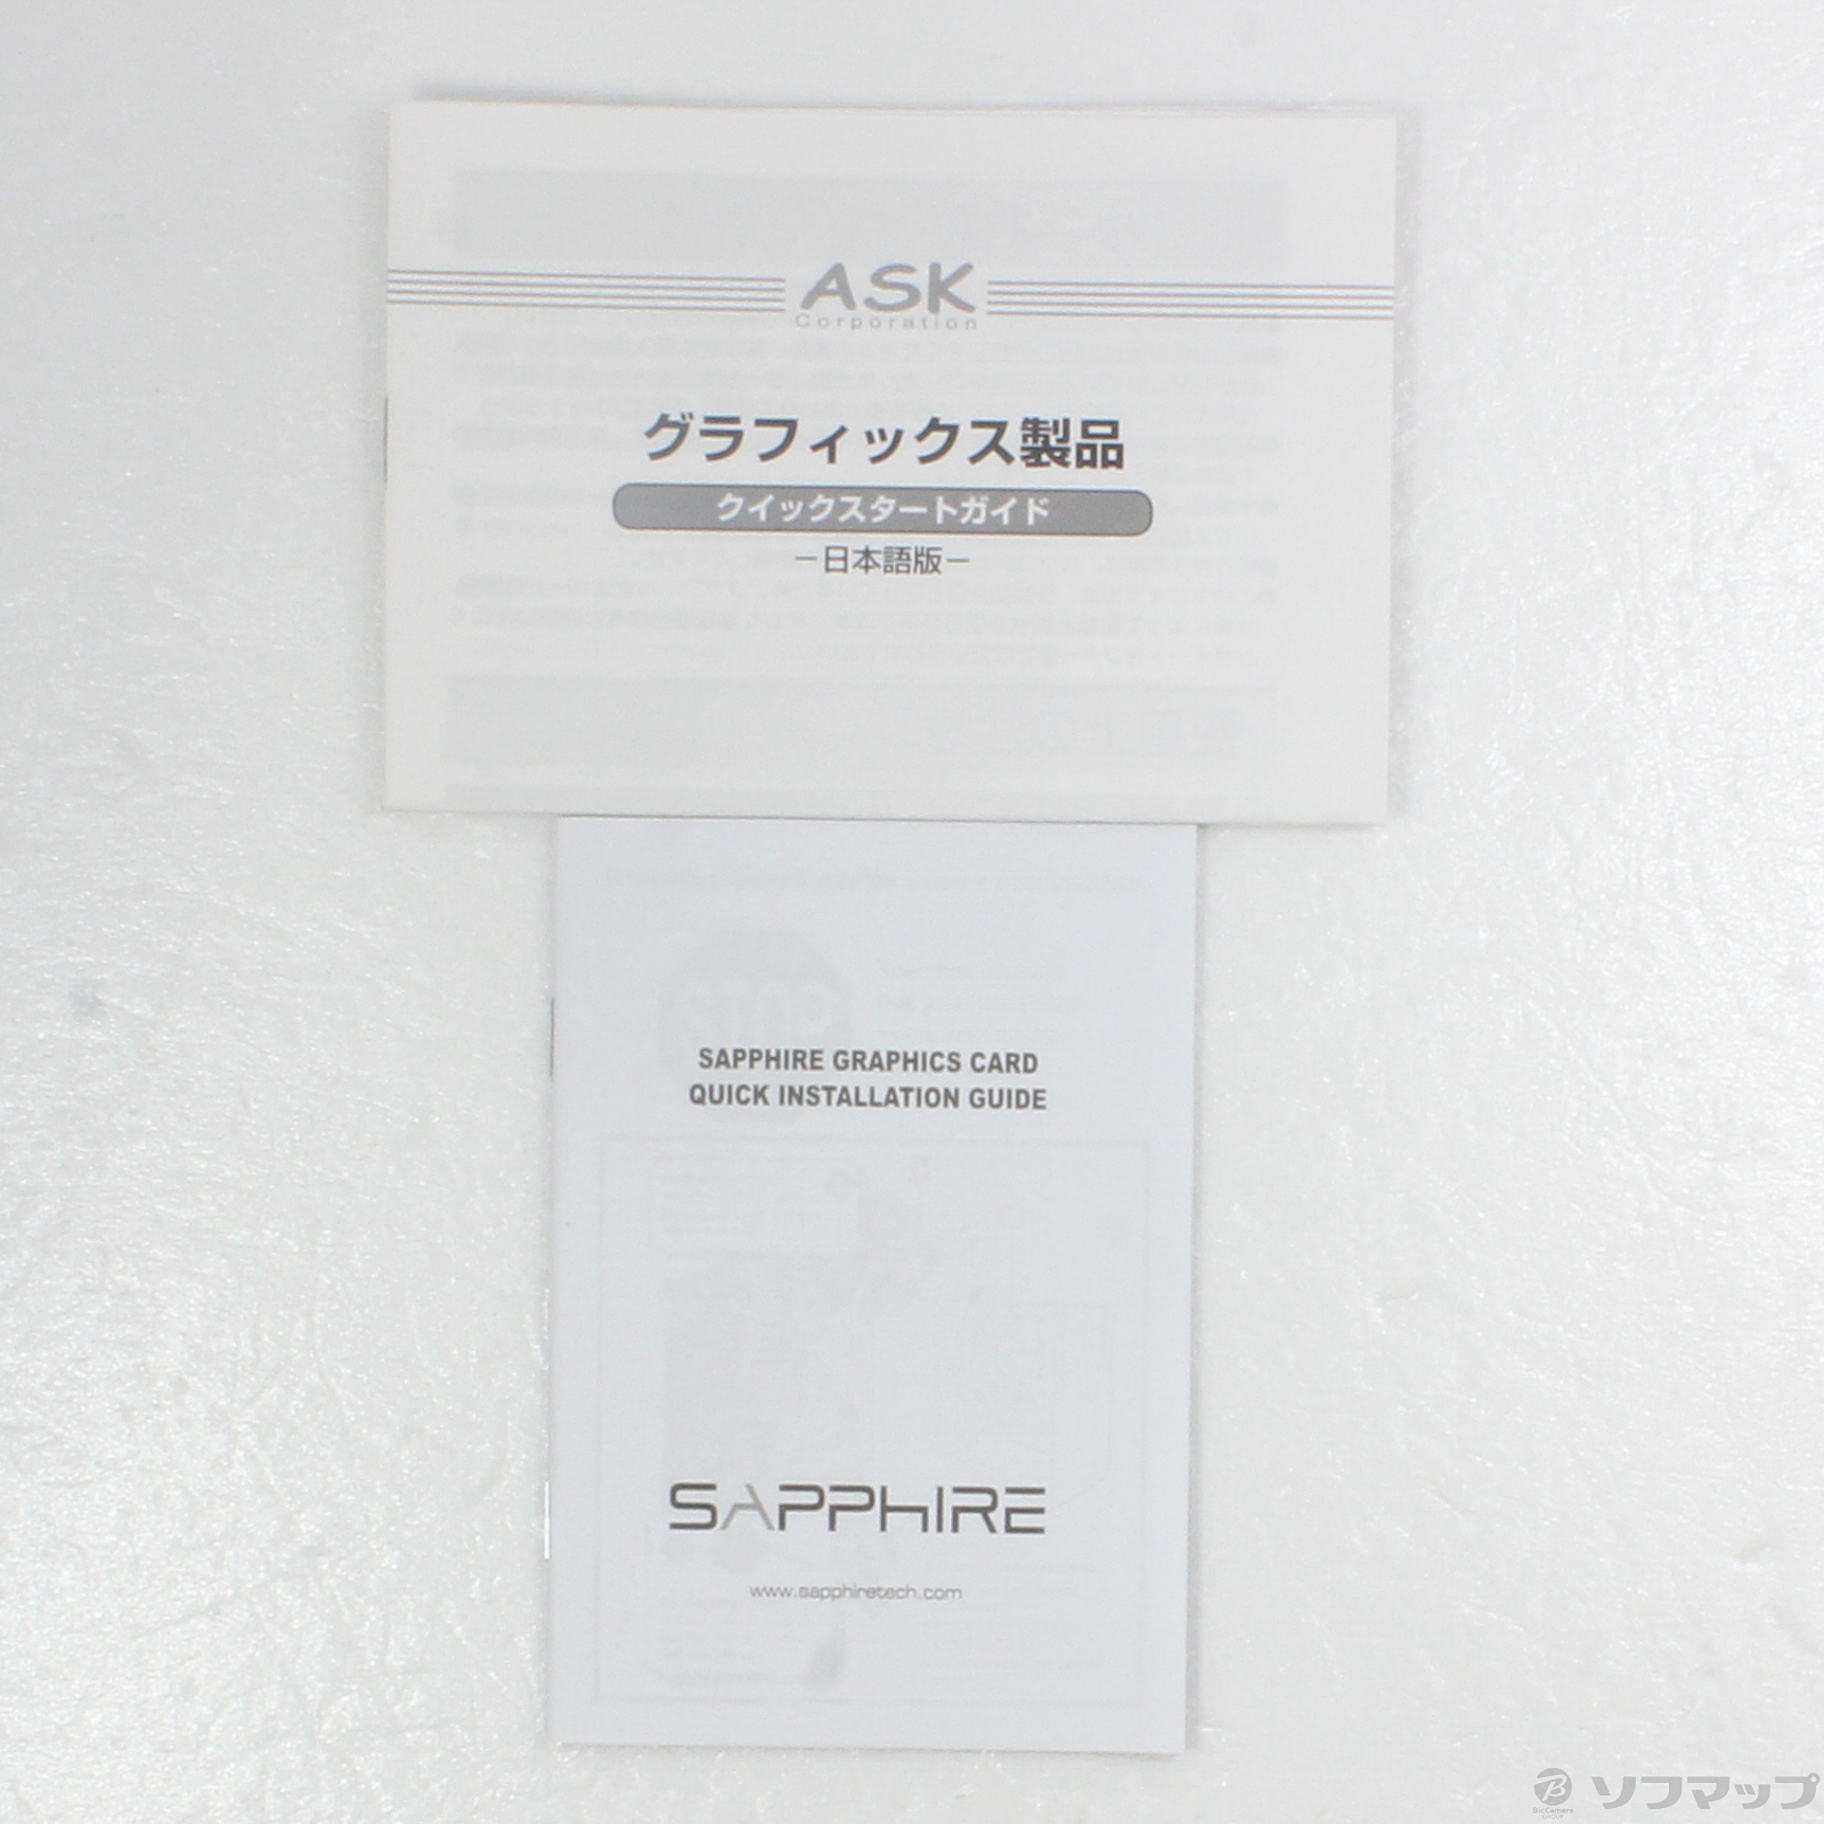 ASK
Corporation
グラフィックス製品
クイックスタートガイド
－日本語版－
SAPPHIRE GRAPHICS CARD
QUICK INSTALLATION GUIDE
SAPPHIRE
www.sapphiretech.com
BicCamera
GROUP
ソフマップ